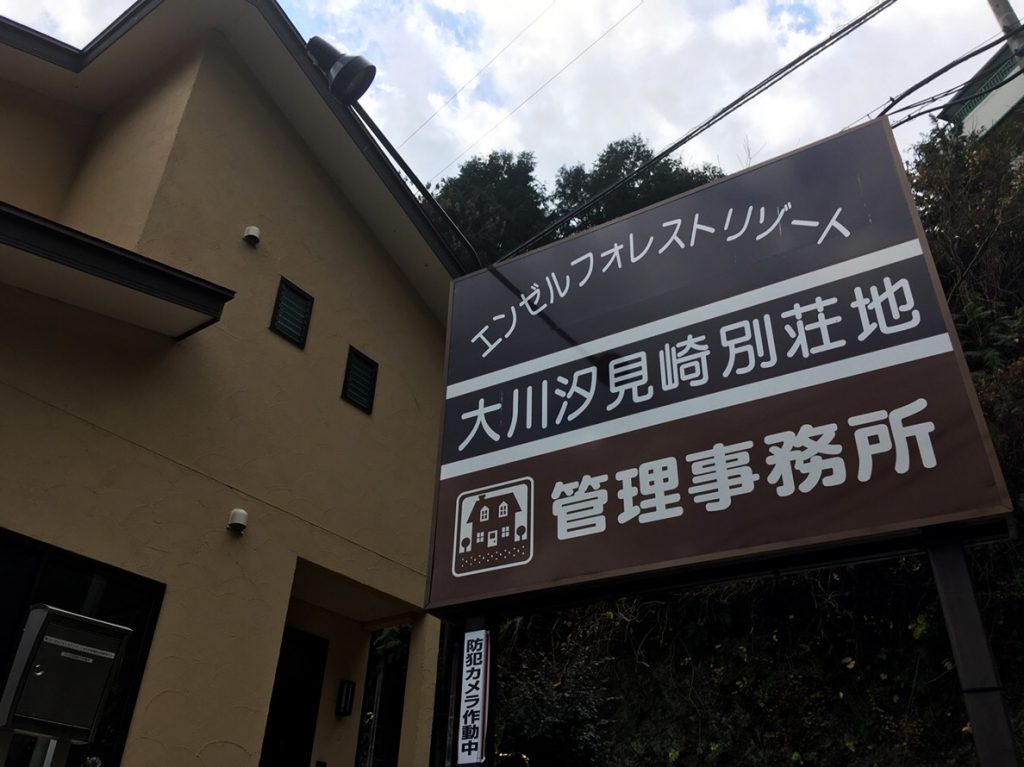 エンゼルフォレストリゾート
大川汐見崎別荘地
管理事務所
防犯カメラ作動中